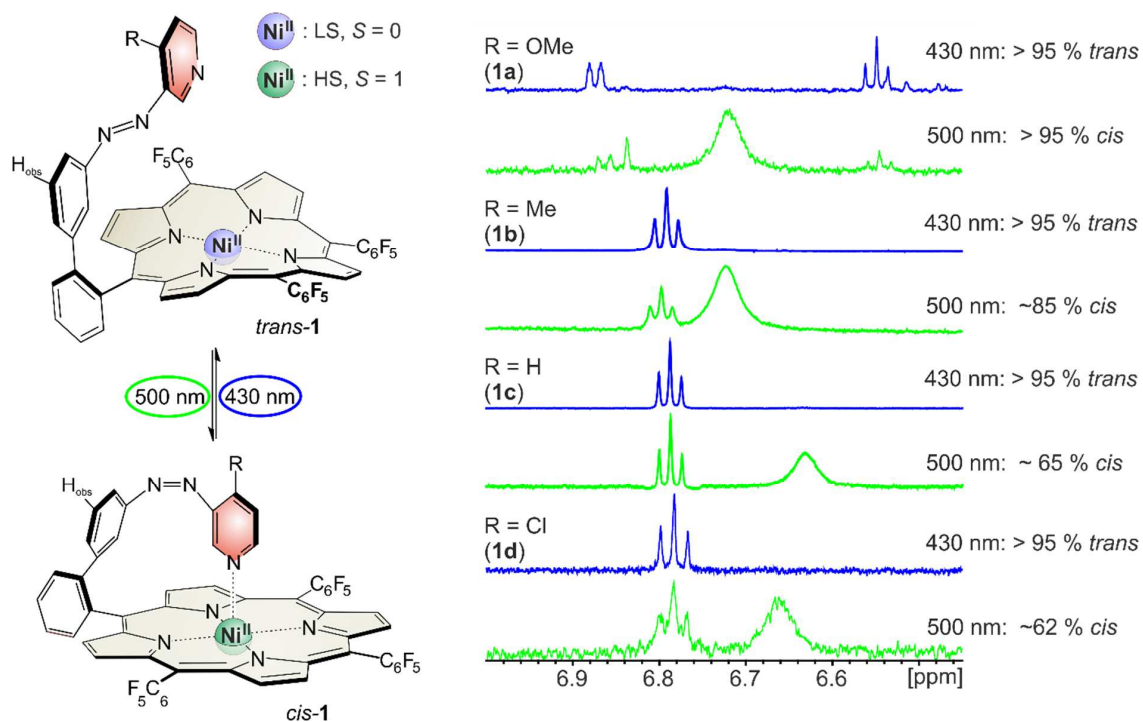 R
N
N=N
H_obs
Ni^II : LS, S = 0
Ni^II : HS, S = 1
F5C6
N
N
Ni^II
N
N
C6F5
C6F5
trans-1
500 nm
430 nm
R
N=N
H_obs
N
C6F5
N
N
Ni^II
N
N
C6F5
F5C6
cis-1
R = OMe
(1a)
430 nm: > 95 % trans
500 nm: > 95 % cis
R = Me
(1b)
430 nm: > 95 % trans
500 nm: ~85 % cis
R = H
(1c)
430 nm: > 95 % trans
500 nm: ~ 65 % cis
R = Cl
(1d)
430 nm: > 95 % trans
500 nm: ~62 % cis
6.9 6.8 6.7 6.6 [ppm]